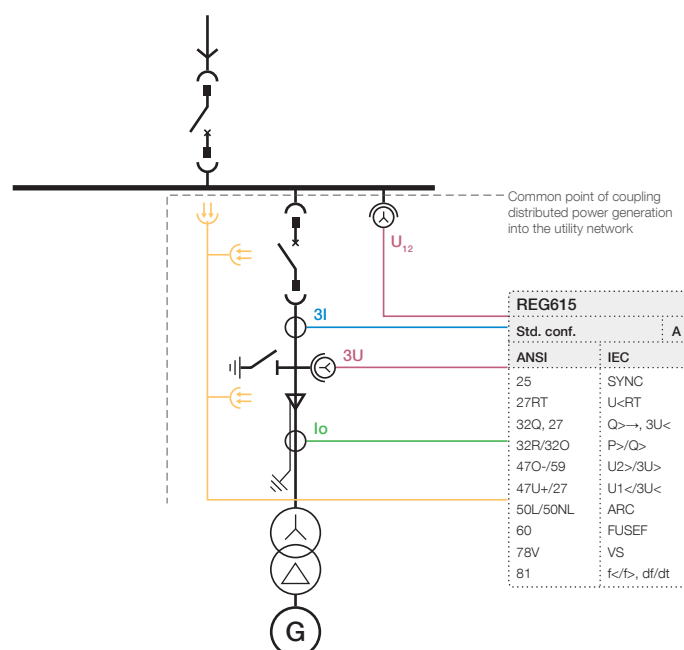 Common point of coupling
distributed power generation
into the utility network
U₁₂
REG615
3I
Std. conf. A
3U
ANSI IEC
25 SYNC
27RT U<RT
32Q, 27 Q>→, 3U<
Io
32R/32O P>/Q>
47O-/59 U2>/3U>
47U+/27 U1</3U<
50L/50NL ARC
60 FUSEF
78V VS
81 f</f>, df/dt
G